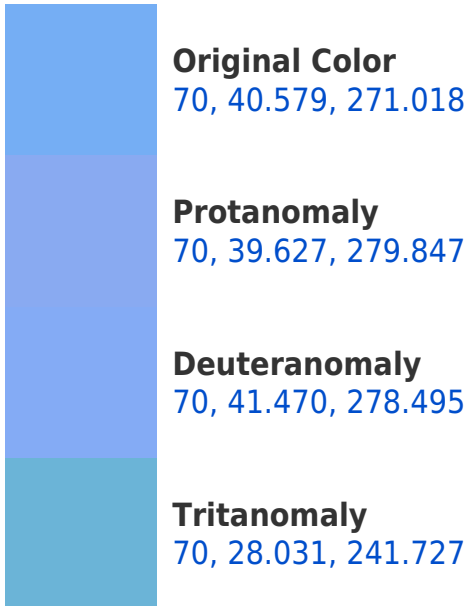 Original Color
70, 40.579, 271.018
Protanomaly
70, 39.627, 279.847
Deuteranomaly
70, 41.470, 278.495
Tritanomaly
70, 28.031, 241.727